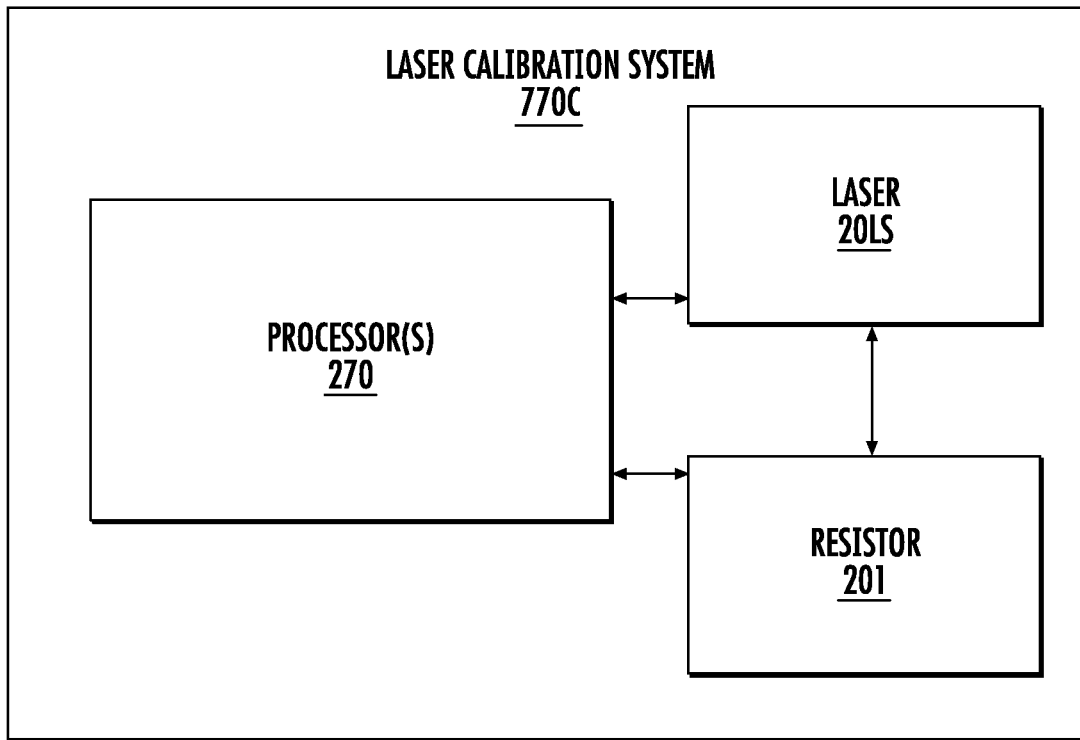 LASER CALIBRATION SYSTEM
770C
LASER
20LS
PROCESSOR(S)
270
RESISTOR
201